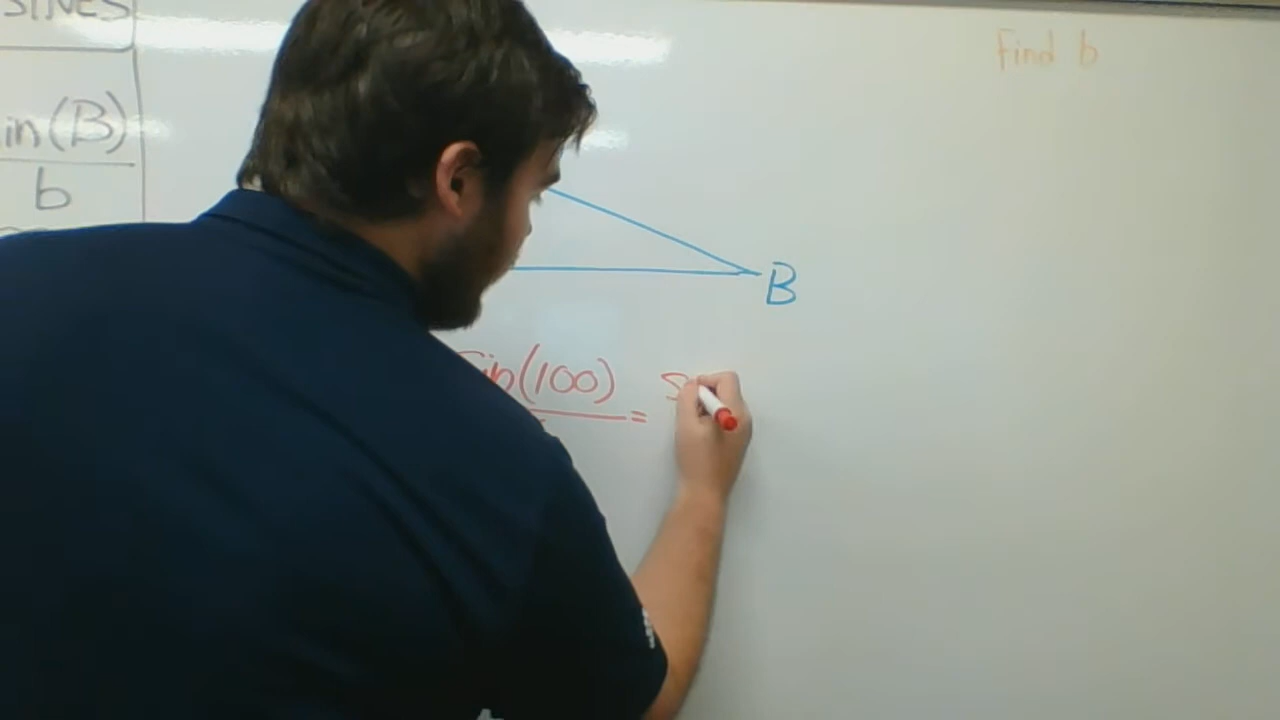 SINES
Find b
in(B)
b
B
Sin(100) = S